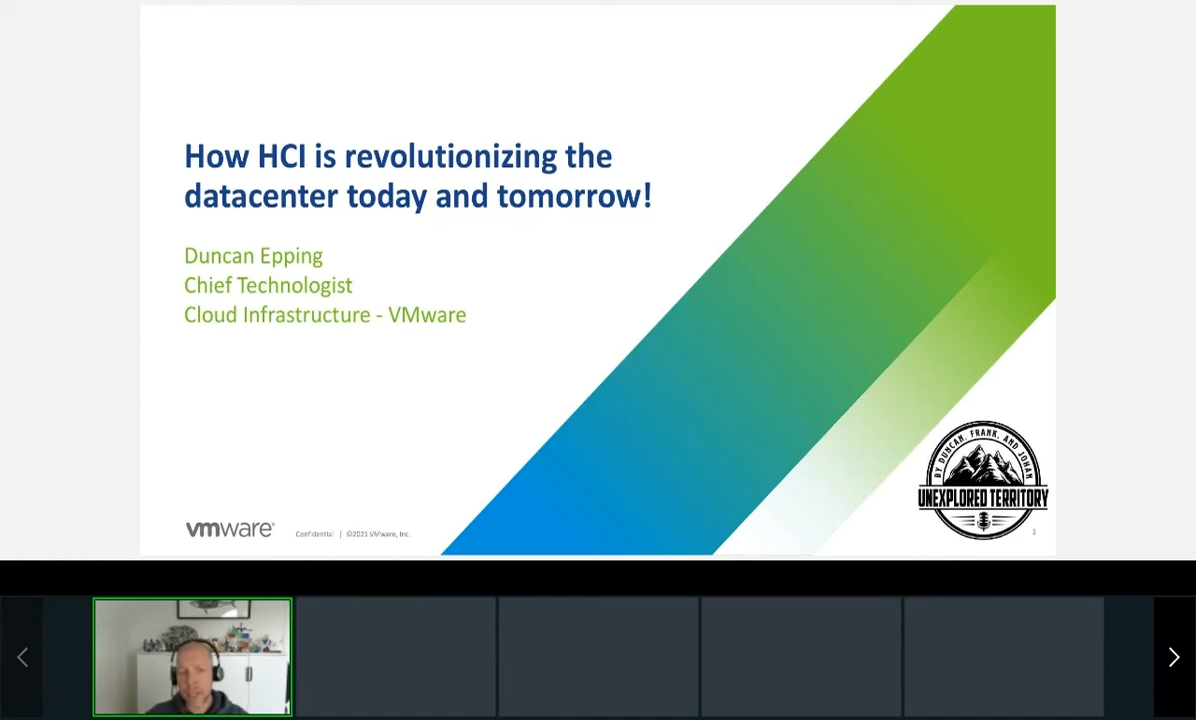 How HCI is revolutionizing the
datacenter today and tomorrow!
Duncan Epping
Chief Technologist
Cloud Infrastructure - VMware
BY DUNCAN, FRANK, AND JOHAN
UNEXPLORED TERRITORY
vmware®
Confidential | ©2021 VMware, Inc.
1